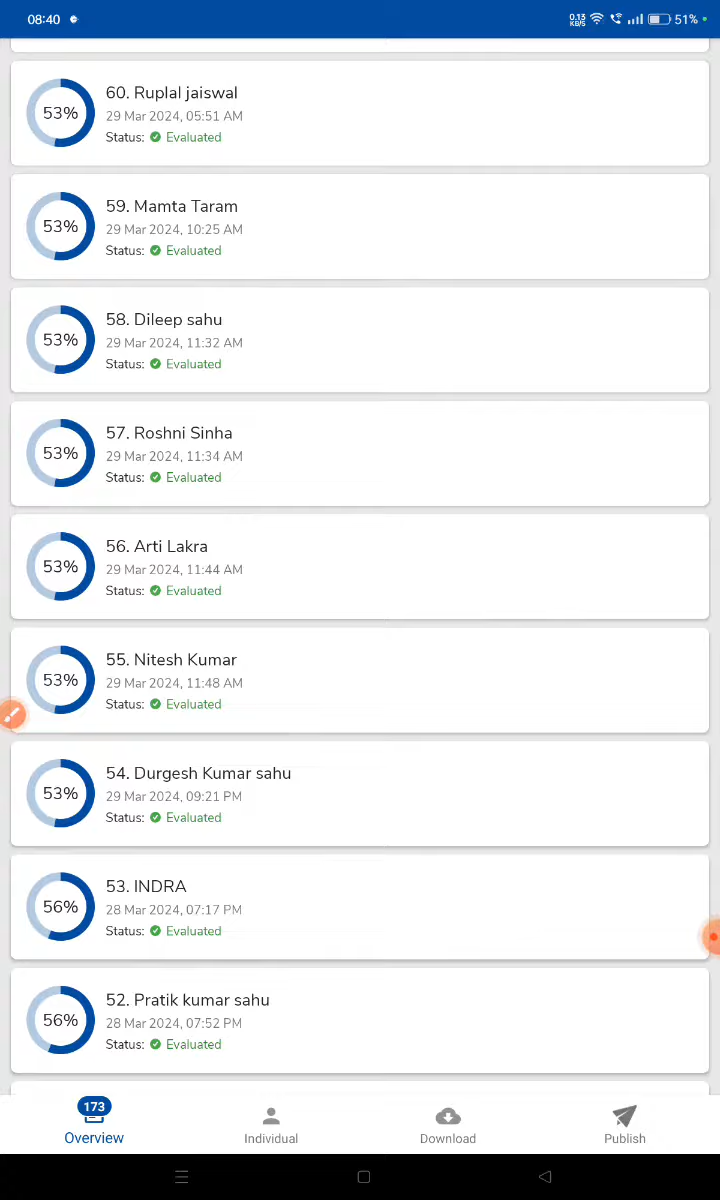 08:40
0.13 KB/S
51%
60. Ruplal jaiswal
53%
29 Mar 2024, 05:51 AM
Status: Evaluated
59. Mamta Taram
53%
29 Mar 2024, 10:25 AM
Status: Evaluated
58. Dileep sahu
53%
29 Mar 2024, 11:32 AM
Status: Evaluated
57. Roshni Sinha
53%
29 Mar 2024, 11:34 AM
Status: Evaluated
56. Arti Lakra
53%
29 Mar 2024, 11:44 AM
Status: Evaluated
55. Nitesh Kumar
53%
29 Mar 2024, 11:48 AM
Status: Evaluated
54. Durgesh Kumar sahu
53%
29 Mar 2024, 09:21 PM
Status: Evaluated
53. INDRA
56%
28 Mar 2024, 07:17 PM
Status: Evaluated
52. Pratik kumar sahu
56%
28 Mar 2024, 07:52 PM
Status: Evaluated
173
Overview
Individual
Download
Publish